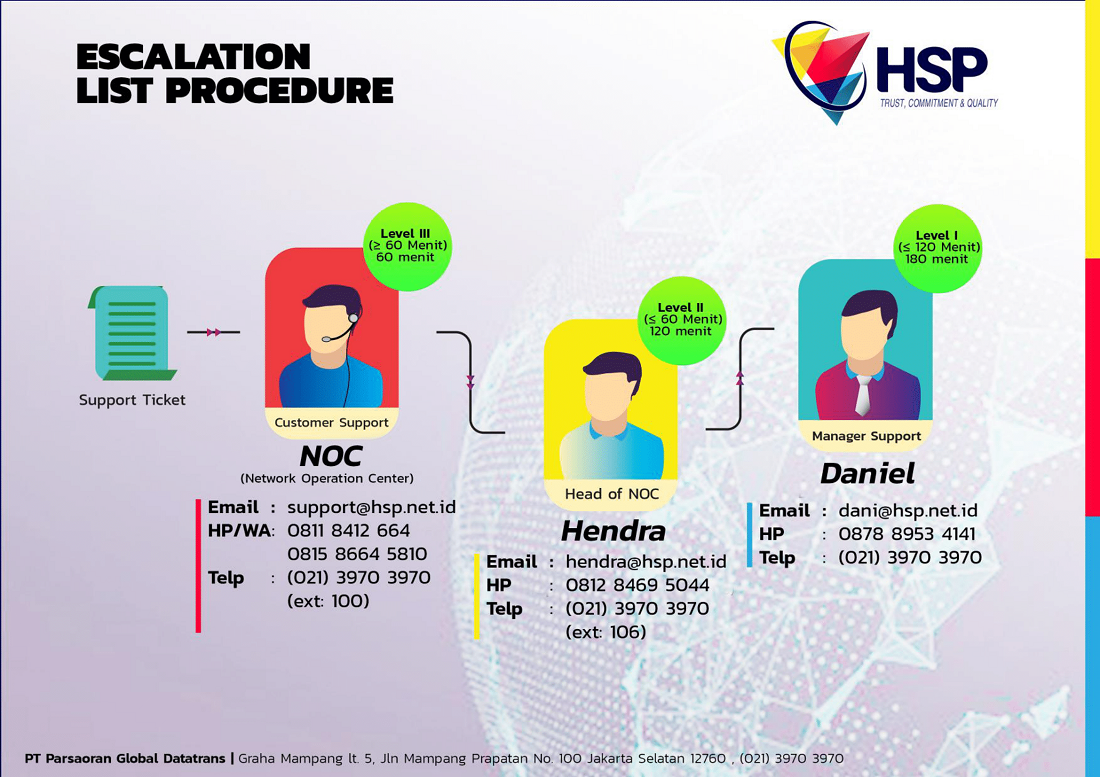 ESCALATION
LIST PROCEDURE
HSP
TRUST, COMMITMENT & QUALITY
Support Ticket
Level III
(≥ 60 Menit)
60 menit
Customer Support
NOC
(Network Operation Center)
Email : support@hsp.net.id
HP/WA: 0811 8412 664
0815 8664 5810
Telp : (021) 3970 3970
(ext: 100)
Level II
(≤ 60 Menit)
120 menit
Head of NOC
Hendra
Email : hendra@hsp.net.id
HP : 0812 8469 5044
Telp : (021) 3970 3970
(ext: 106)
Level I
(≤ 120 Menit)
180 menit
Manager Support
Daniel
Email : dani@hsp.net.id
HP : 0878 8953 4141
Telp : (021) 3970 3970
PT Parsaoran Global Datatrans | Graha Mampang lt. 5, Jln Mampang Prapatan No. 100 Jakarta Selatan 12760 , (021) 3970 3970